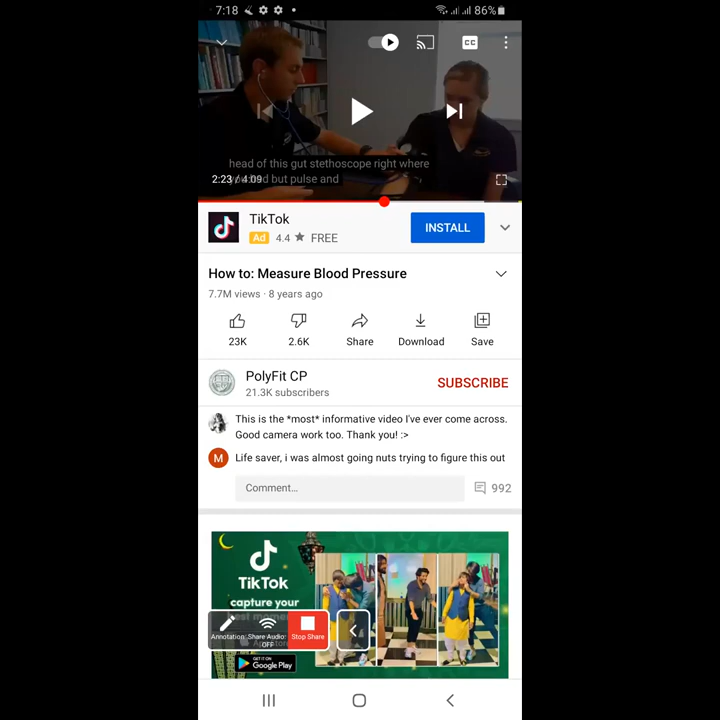 7:18
86%
head of this gut stethoscope right where
but pulse and
2:23 / 4:09
TikTok
INSTALL
Ad 4.4 ★ FREE
How to: Measure Blood Pressure
7.7M views · 8 years ago
23K
2.6K
Share
Download
Save
PolyFit CP
SUBSCRIBE
21.3K subscribers
This is the *most* informative video I've ever come across.
Good camera work too. Thank you! :>
M
Life saver, i was almost going nuts trying to figure this out
Comment...
992
TikTok
capture your
best
Annotation
Share Audio:
OFF
Stop Share
GET IT ON
Google Play